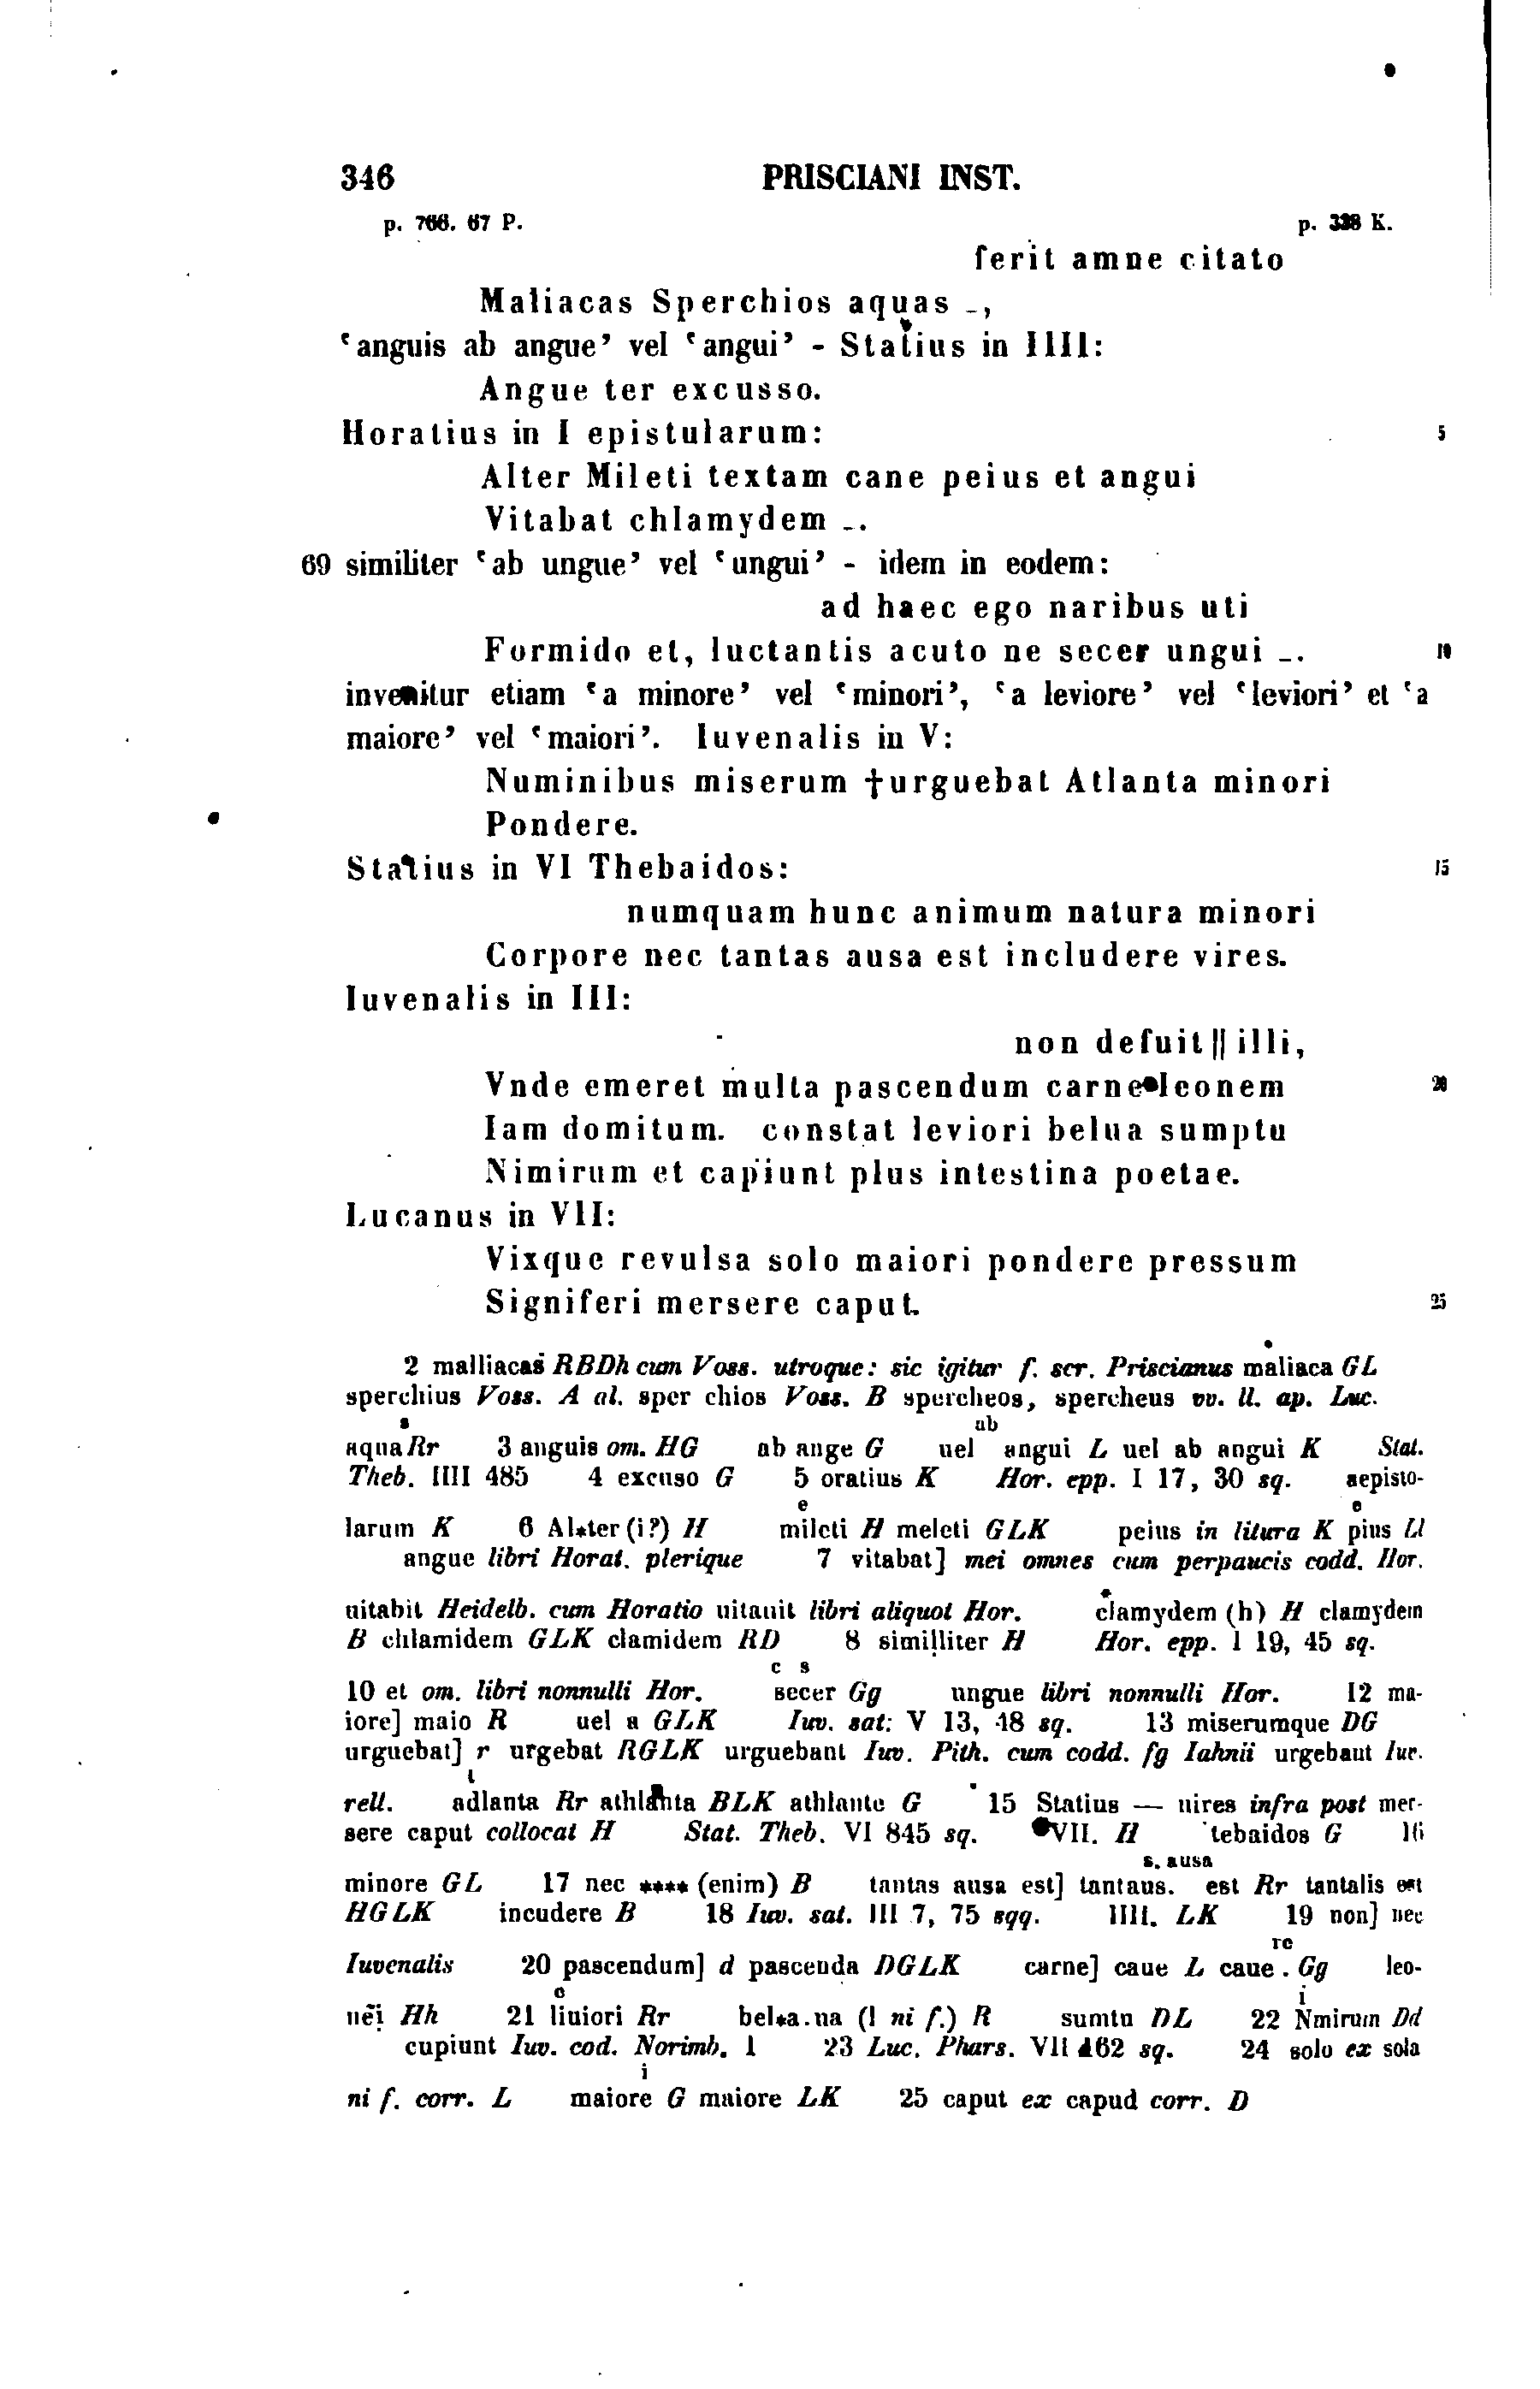 346 PRISCIANI INST.
p. 766. 67 P. p. 338 K.
ferit amne citato
Maliacas Sperchios aquas _,
‘anguis ab angue’ vel ‘angui’ - Statius in IIII:
Angue ter excusso.
Horatius in I epistularum: 5
Alter Mileti textam cane peius et angui
Vitabat chlamydem _.
69 similiter ‘ab ungue’ vel ‘ungui’ - idem in eodem:
ad haec ego naribus uti
Formido et, luctantis acuto ne secer ungui _. 10
invenitur etiam ‘a minore’ vel ‘minori’, ‘a leviore’ vel ‘leviori’ et ‘a
maiore’ vel ‘maiori’. Iuvenalis in V:
Numinibus miserum †urguebat Atlanta minori
Pondere.
Statius in VI Thebaidos: 15
numquam hunc animum natura minori
Corpore nec tantas ausa est includere vires.
Iuvenalis in III:
non defuit || illi,
Vnde emeret multa pascendum carne leonem 20
Iam domitum. constat leviori belua sumptu
Nimirum et capiunt plus intestina poetae.
Lucanus in VII:
Vixque revulsa solo maiori pondere pressum
Signiferi mersere caput. 25
2 malliacas RBDh cum Voss. utroque: sic igitur f. scr. Priscianus maliaca GL
sperchius Voss. A al. sper chios Voss. B spercheos, spercheus vv. ll. ap. Luc.
s ab
aqua Rr 3 anguis om. HG ab ange G uel angui L uel ab angui K Stat.
Theb. IIII 485 4 excuso G 5 oratius K Hor. epp. I 17, 30 sq. aepisto-
e e
larum K 6 Al*ter (i?) H mileti H meleti GLK peius in litura K pius Ll
angue libri Horat. plerique 7 vitabat] mei omnes cum perpaucis codd. Hor.
uitabit Heidelb. cum Horatio uitauit libri aliquot Hor. clamydem (h) H clamydem
B chlamidem GLK clamidem RD 8 similliter H Hor. epp. I 19, 45 sq.
c s
10 et om. libri nonnulli Hor. secer Gg ungue libri nonnulli Hor. 12 ma-
iore] maio R uel a GLK Iuv. sat: V 13, 48 sq. 13 miserumque DG
urguebat] r urgebat RGLK urguebant Iuv. Pith. cum codd. fg Iahnii urgebant Iuv.
t
rell. adlanta Rr athlanta BLK athlante G 15 Statius — uires infra post mer-
sere caput collocat H Stat. Theb. VI 845 sq. VII. H tebaidos G 16
s. ausa
minore GL 17 nec **** (enim) B tantas ausa est] tantaus. est Rr tantalis est
HGLK incudere B 18 Iuv. sat. III 7, 75 sqq. IIII. LK 19 non] nec
rc
Iuvenalis 20 pascendum] d pascenda DGLK carne] caue L caue . Gg leo-
e i
nēi Hh 21 liuiori Rr bel*a.na (l ni f.) R sumtu DL 22 Nmirum Dd
cupiunt Iuv. cod. Norimb. 1 23 Luc. Phars. VII 162 sq. 24 solo ex sola
i
ni f. corr. L maiore G maiore LK 25 caput ex capud corr. D